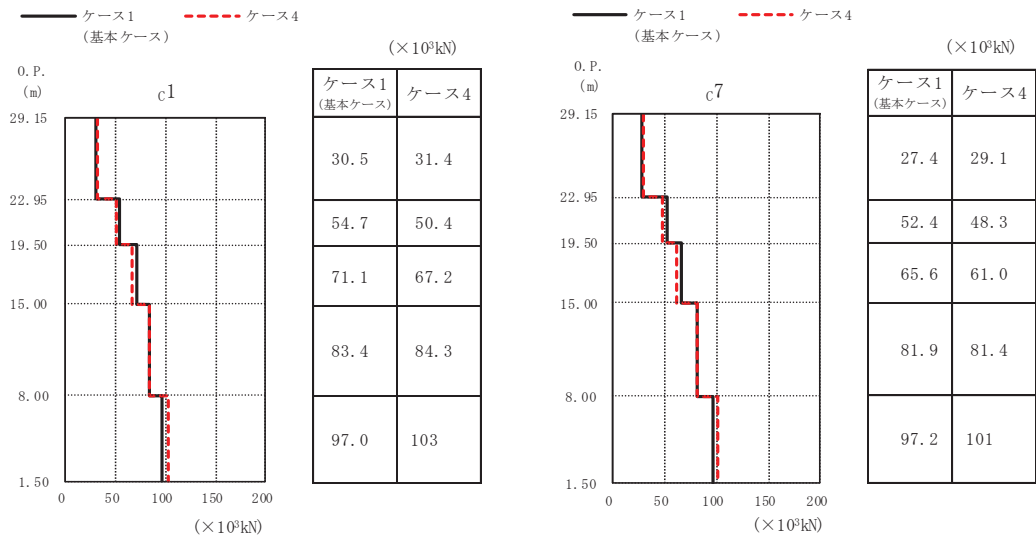 ケース1 ケース4
(基本ケース)
(×10³kN)
O.P.
(m)
C1
ケース1 ケース4
(基本ケース)
29.15
30.5 31.4
22.95
54.7 50.4
19.50
71.1 67.2
15.00
83.4 84.3
8.00
97.0 103
1.50
0 50 100 150 200
(×10³kN)
ケース1 ケース4
(基本ケース)
(×10³kN)
O.P.
(m)
C7
ケース1 ケース4
(基本ケース)
29.15
27.4 29.1
22.95
52.4 48.3
19.50
65.6 61.0
15.00
81.9 81.4
8.00
97.2 101
1.50
0 50 100 150 200
(×10³kN)